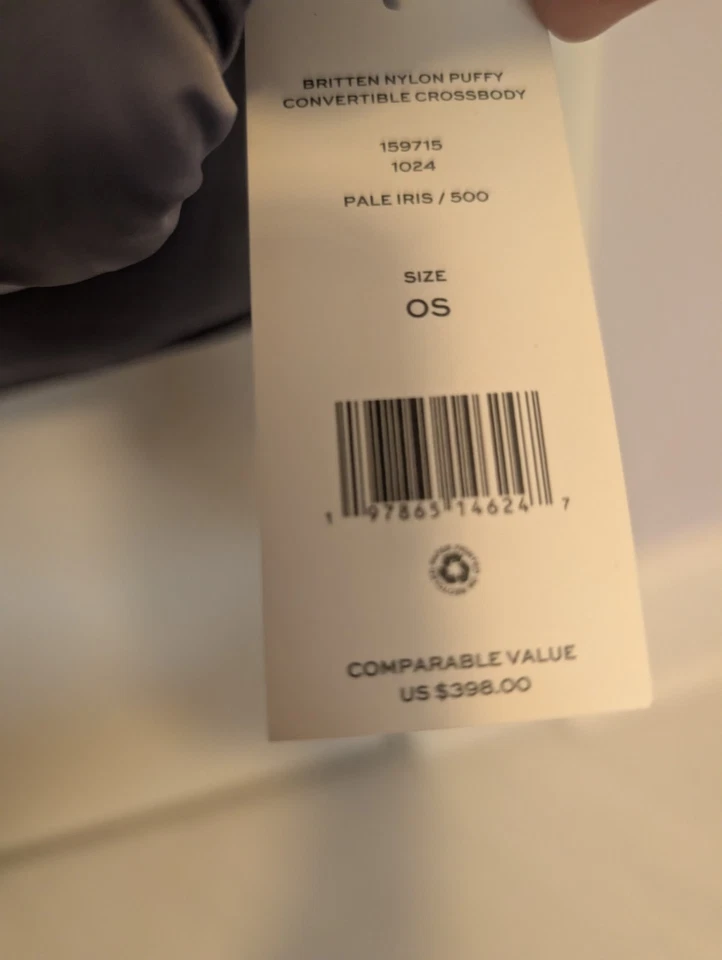 BRITTEN NYLON PUFFY
CONVERTIBLE CROSSBODY
159715
1024
PALE IRIS / 500
SIZE
OS
1 97865 14624 7
COMPARABLE VALUE
US $398.00